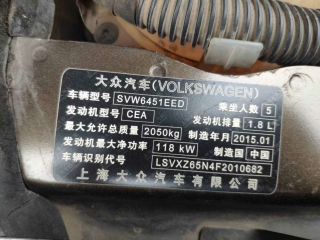 大众汽车(VOLKSWAGEN)
车辆型号 SVW6451EED 乘坐人数 5
发动机型号 CEA 发动机排量 1.8L
最大允许总质量 2050kg 制造年月 2015.01
发动机最大净功率 118kW 制造国 中国
车辆识别代号 LSVXZ65N4F2010682
上海大众汽车有限公司